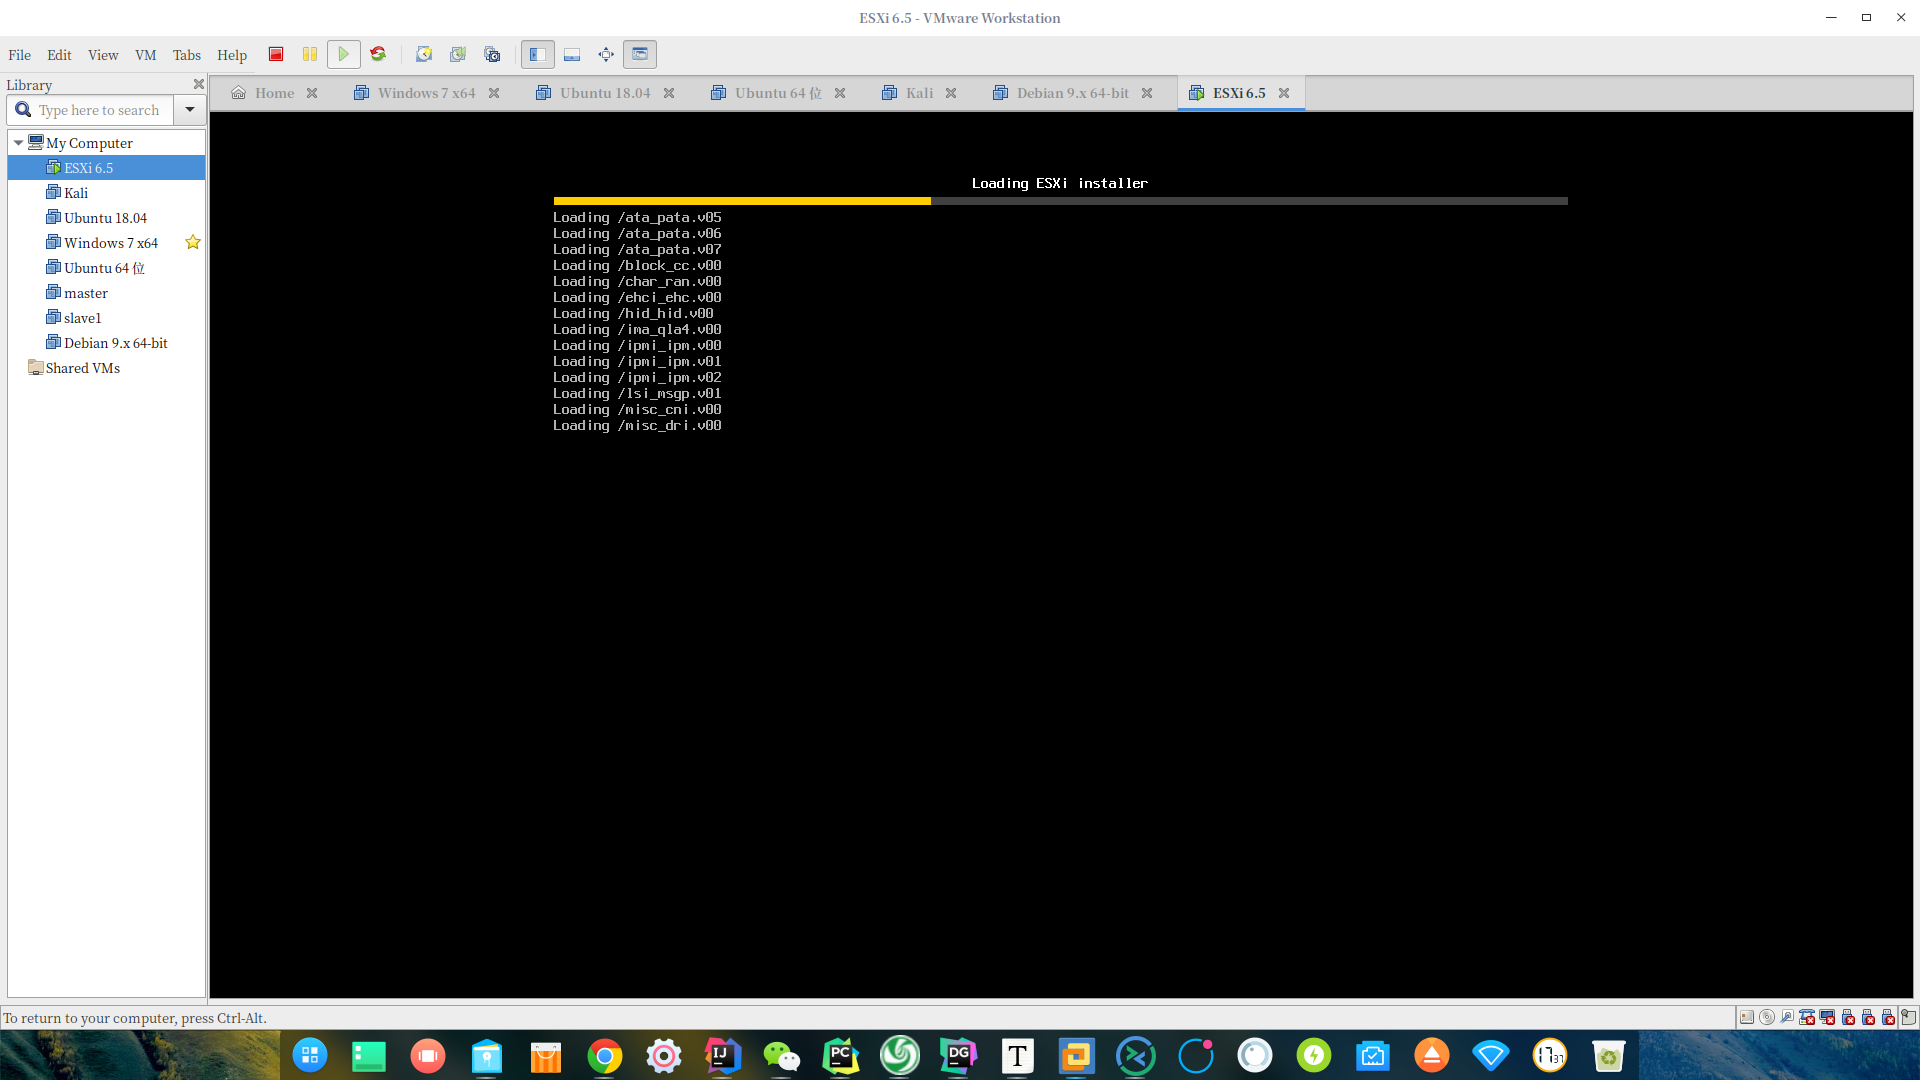 ESXi 6.5 - VMware Workstation
File Edit View VM Tabs Help
Library
Type here to search
My Computer
ESXi 6.5
Kali
Ubuntu 18.04
Windows 7 x64
Ubuntu 64 位
master
slave1
Debian 9.x 64-bit
Shared VMs
Home Windows 7 x64 Ubuntu 18.04 Ubuntu 64 位 Kali Debian 9.x 64-bit ESXi 6.5
Loading ESXi installer
Loading /ata_pata.v05
Loading /ata_pata.v06
Loading /ata_pata.v07
Loading /block_cc.v00
Loading /char_ran.v00
Loading /ehci_ehc.v00
Loading /hid_hid.v00
Loading /ima_qla4.v00
Loading /ipmi_ipm.v00
Loading /ipmi_ipm.v01
Loading /ipmi_ipm.v02
Loading /lsi_msgp.v01
Loading /misc_cni.v00
Loading /misc_dri.v00
To return to your computer, press Ctrl-Alt.
IJ PC DG T 17 37